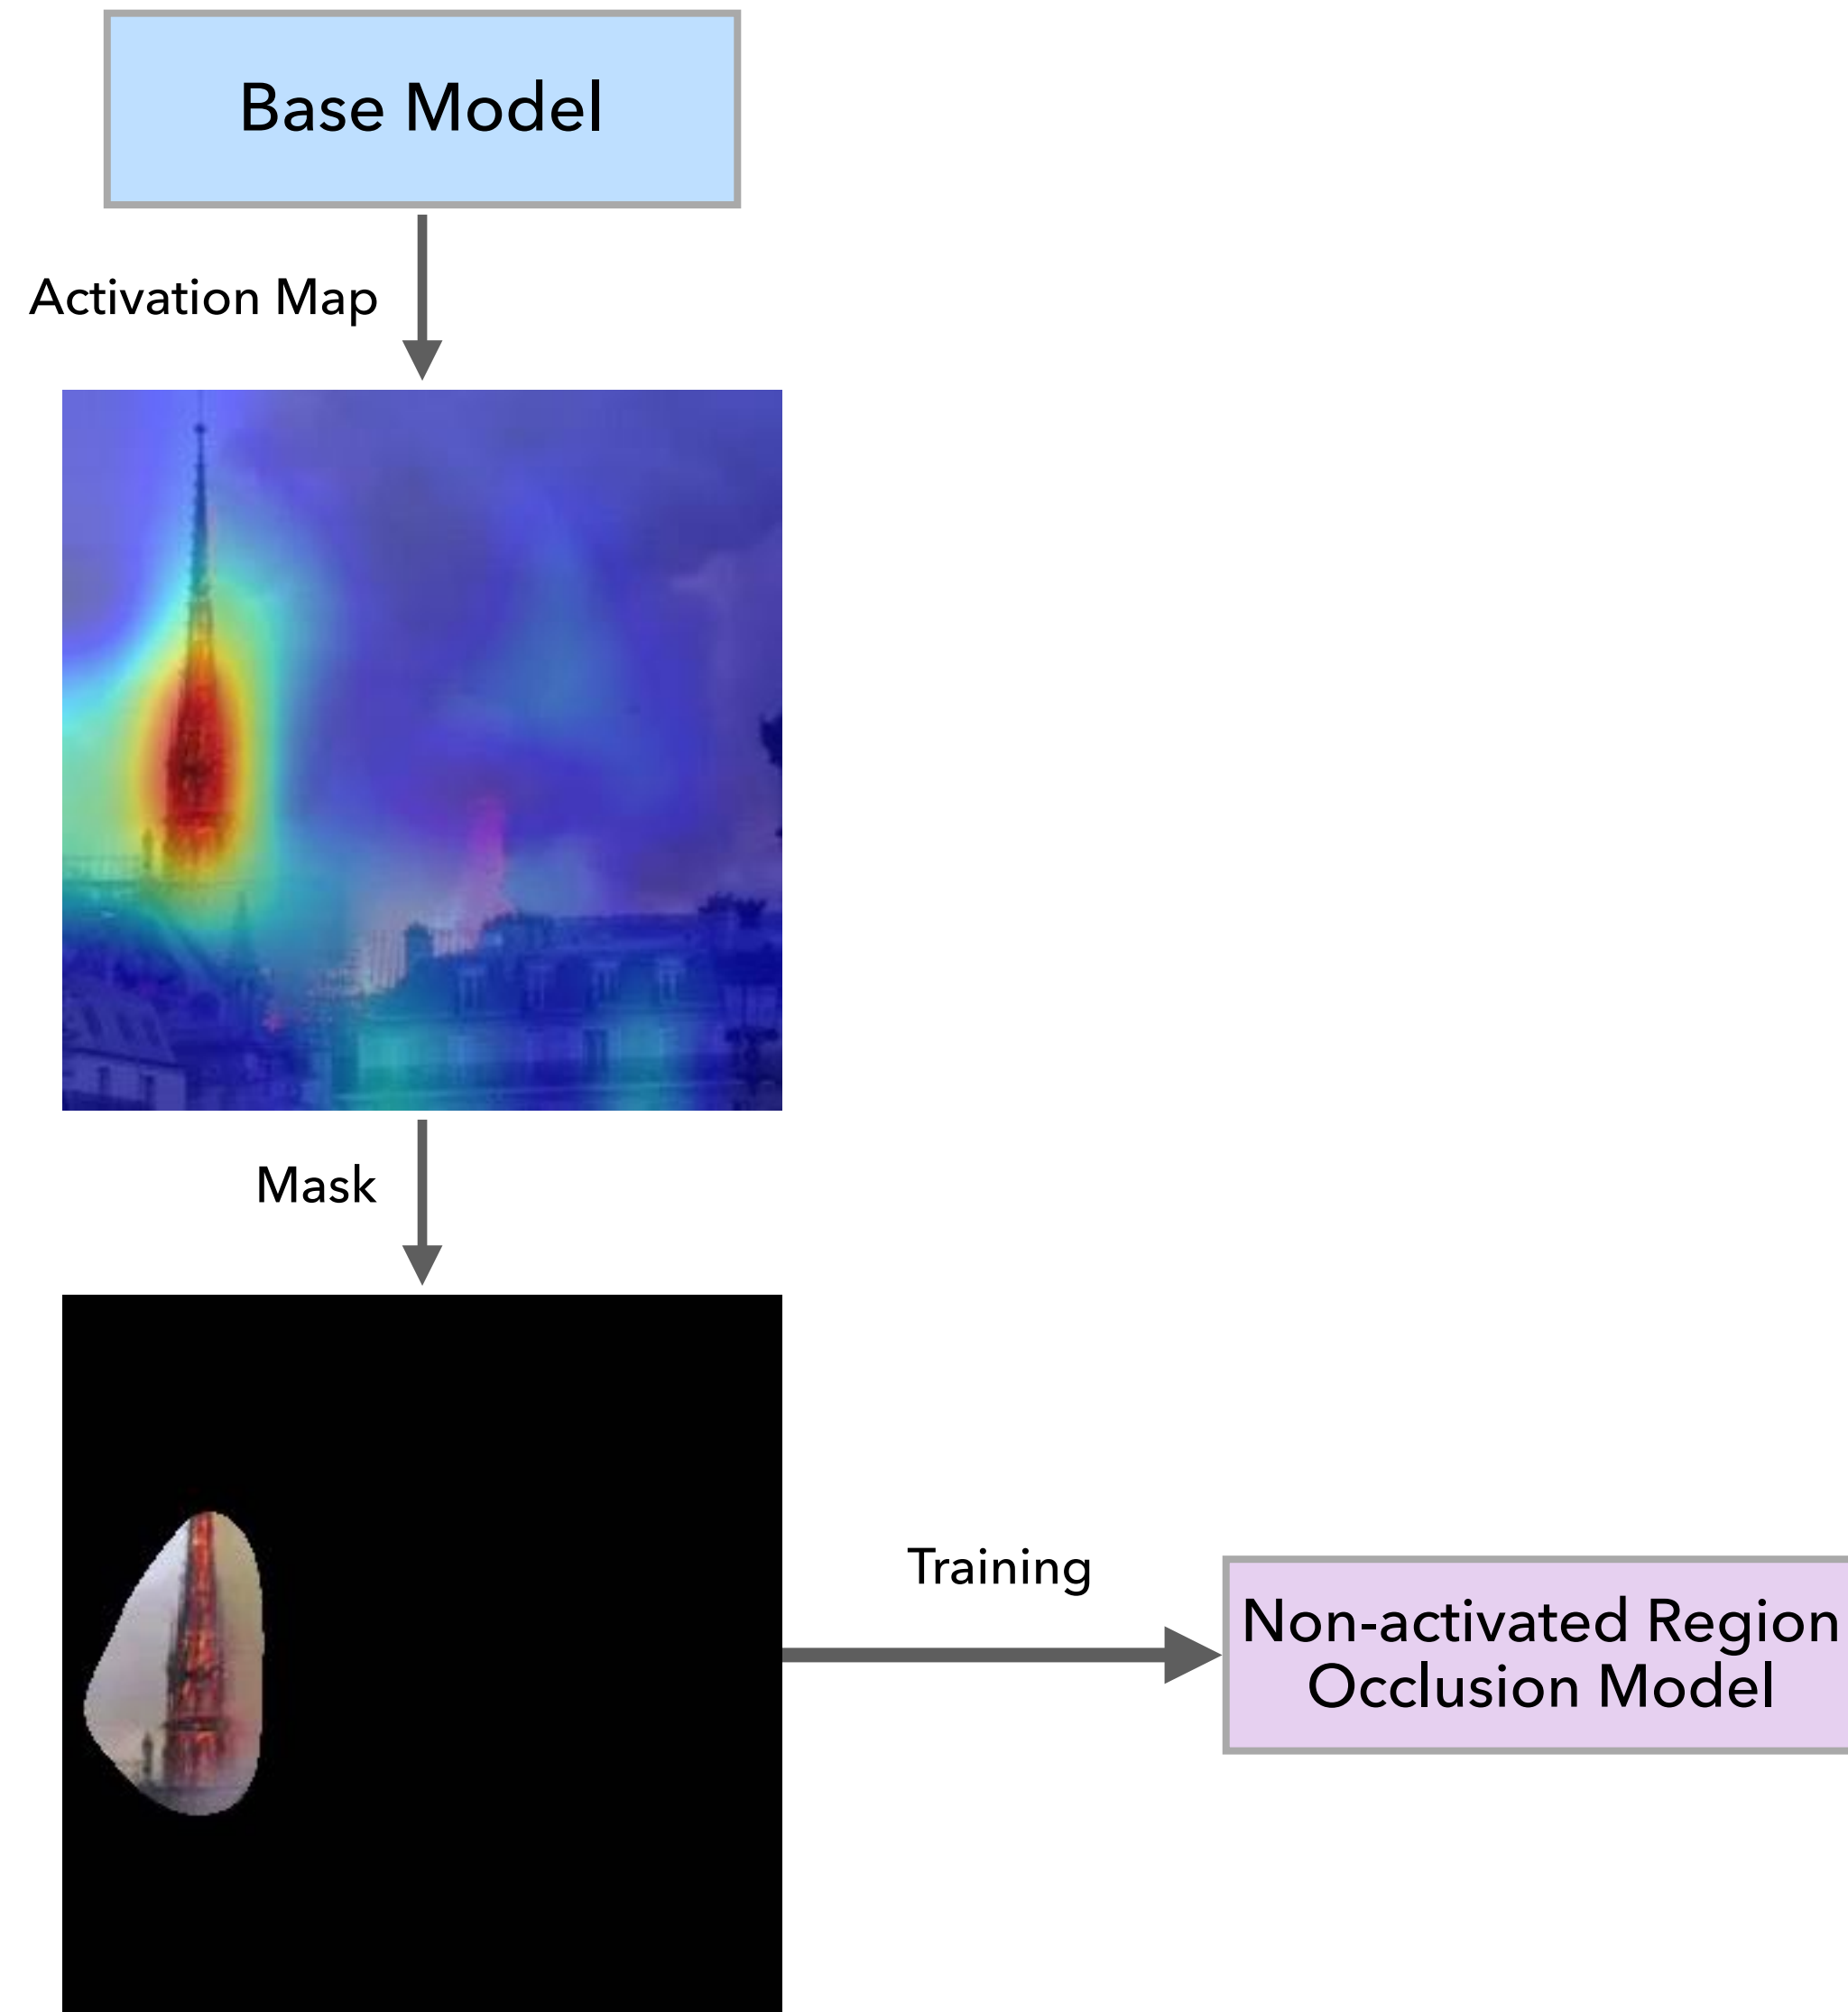 Base Model
Activation Map
Mask
Training
Non-activated Region
Occlusion Model